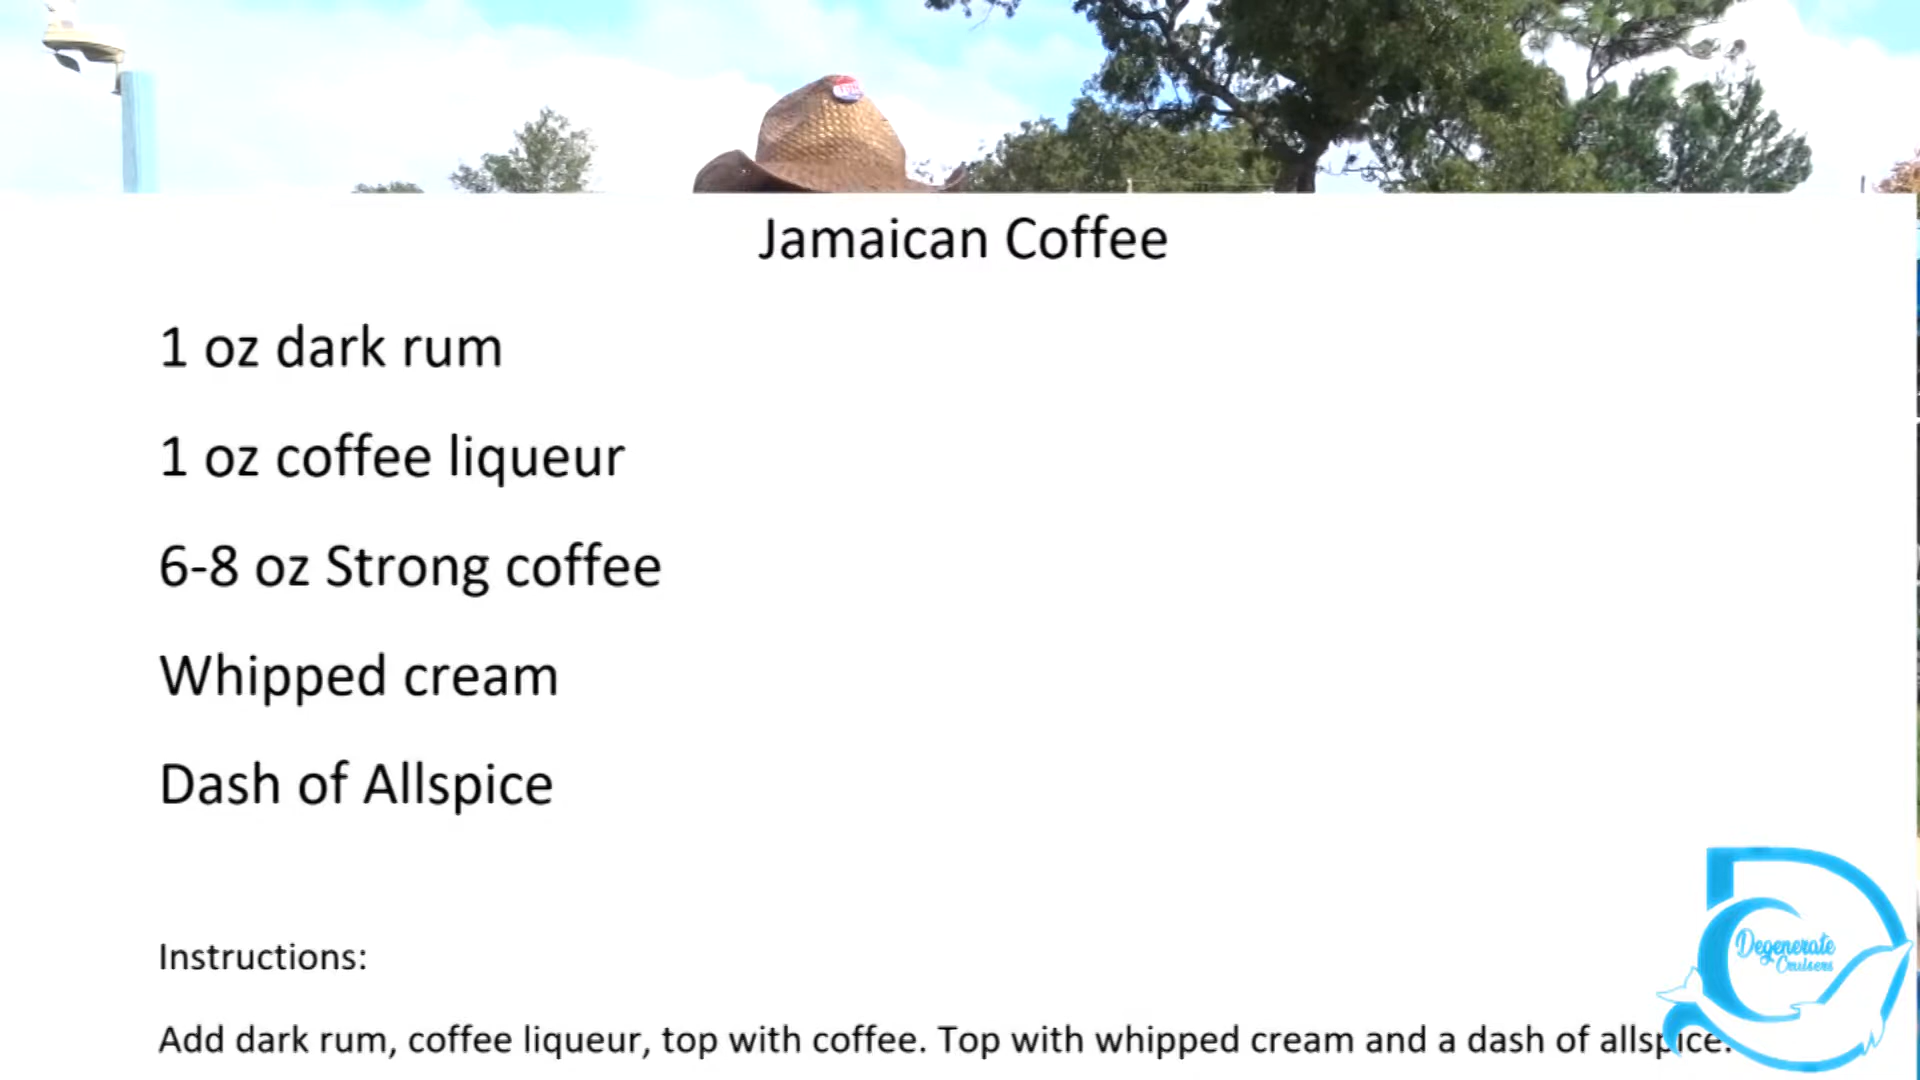 Jamaican Coffee
1 oz dark rum
1 oz coffee liqueur
6-8 oz Strong coffee
Whipped cream
Dash of Allspice
Instructions:
Add dark rum, coffee liqueur, top with coffee. Top with whipped cream and a dash of allspice.
Degenerate
Cruisers